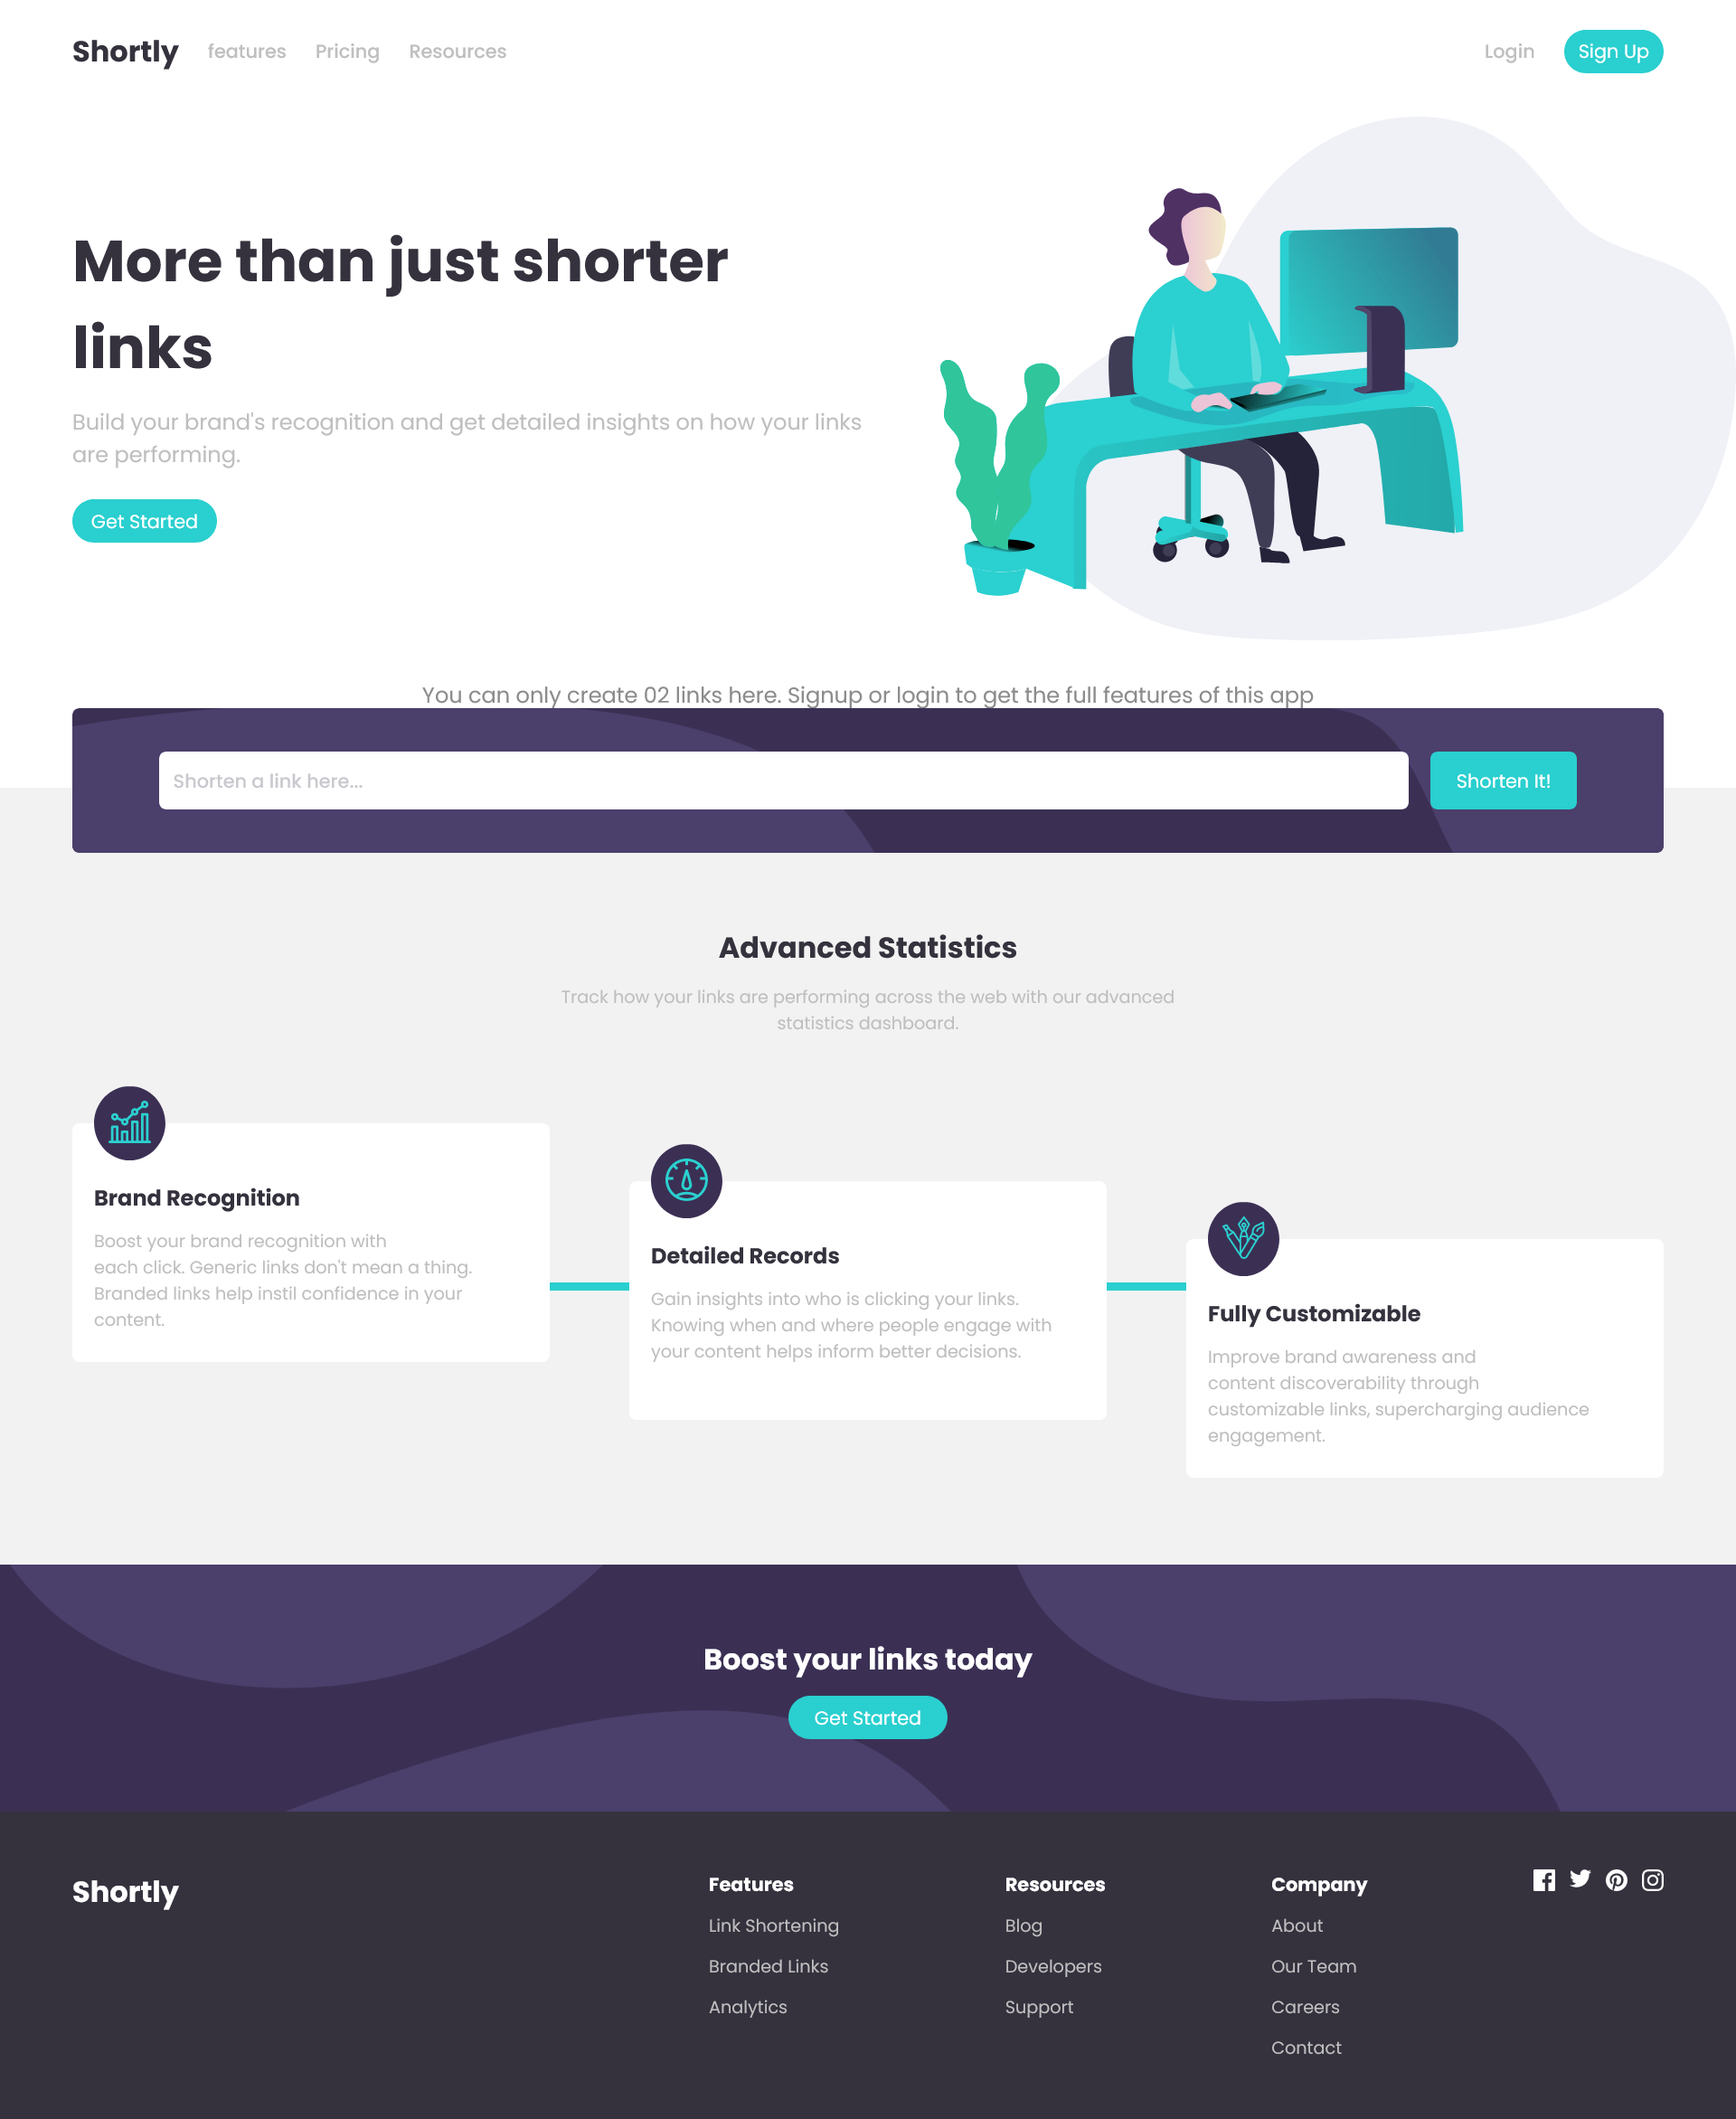 Shortly
features
Pricing
Resources
Login
Sign Up
More than just shorter
links
Build your brand's recognition and get detailed insights on how your links
are performing.
Get Started
You can only create 02 links here. Signup or login to get the full features of this app
Shorten a link here...
Shorten It!
Advanced Statistics
Track how your links are performing across the web with our advanced
statistics dashboard.
Brand Recognition
Boost your brand recognition with
each click. Generic links don't mean a thing.
Branded links help instil confidence in your
content.
Detailed Records
Gain insights into who is clicking your links.
Knowing when and where people engage with
your content helps inform better decisions.
Fully Customizable
Improve brand awareness and
content discoverability through
customizable links, supercharging audience
engagement.
Boost your links today
Get Started
Shortly
Features
Link Shortening
Branded Links
Analytics
Resources
Blog
Developers
Support
Company
About
Our Team
Careers
Contact